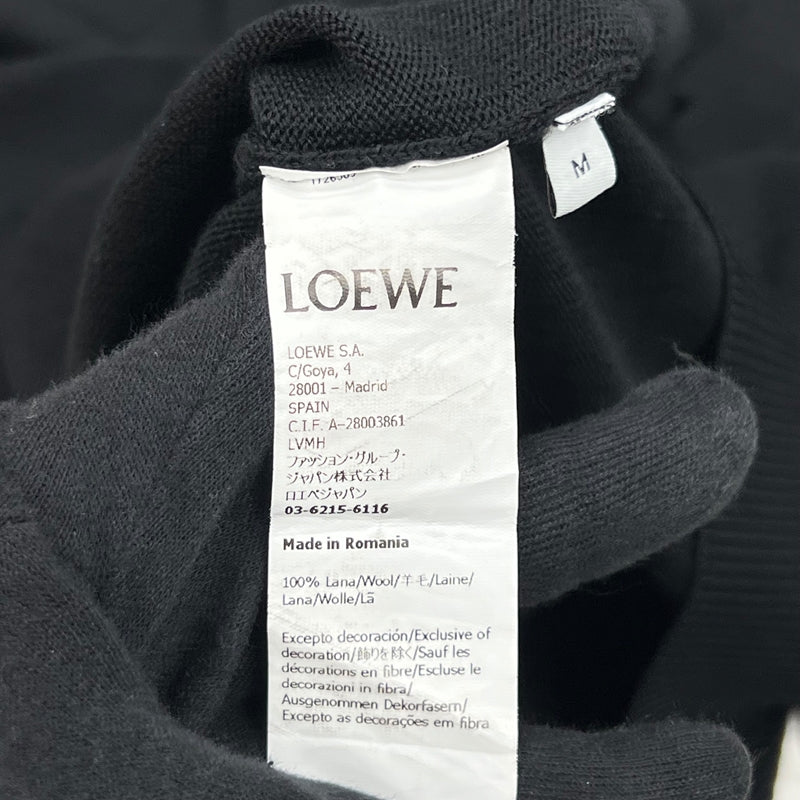 M
LOEWE
LOEWE S.A.
C/Goya, 4
28001 – Madrid
SPAIN
C.I.F. A-28003861
LVMH
ファッション・グループ・
ジャパン株式会社
ロエベジャパン
03-6215-6116
Made in Romania
100% Lana/Wool/羊毛/Laine/
Lana/Wolle/Lã
Excepto decoración/Exclusive of
decoration/飾りを除く/Sauf les
décorations en fibre/Escluse le
decorazioni in fibra/
Ausgenommen Dekorfasern/
Excepto as decorações em fibra